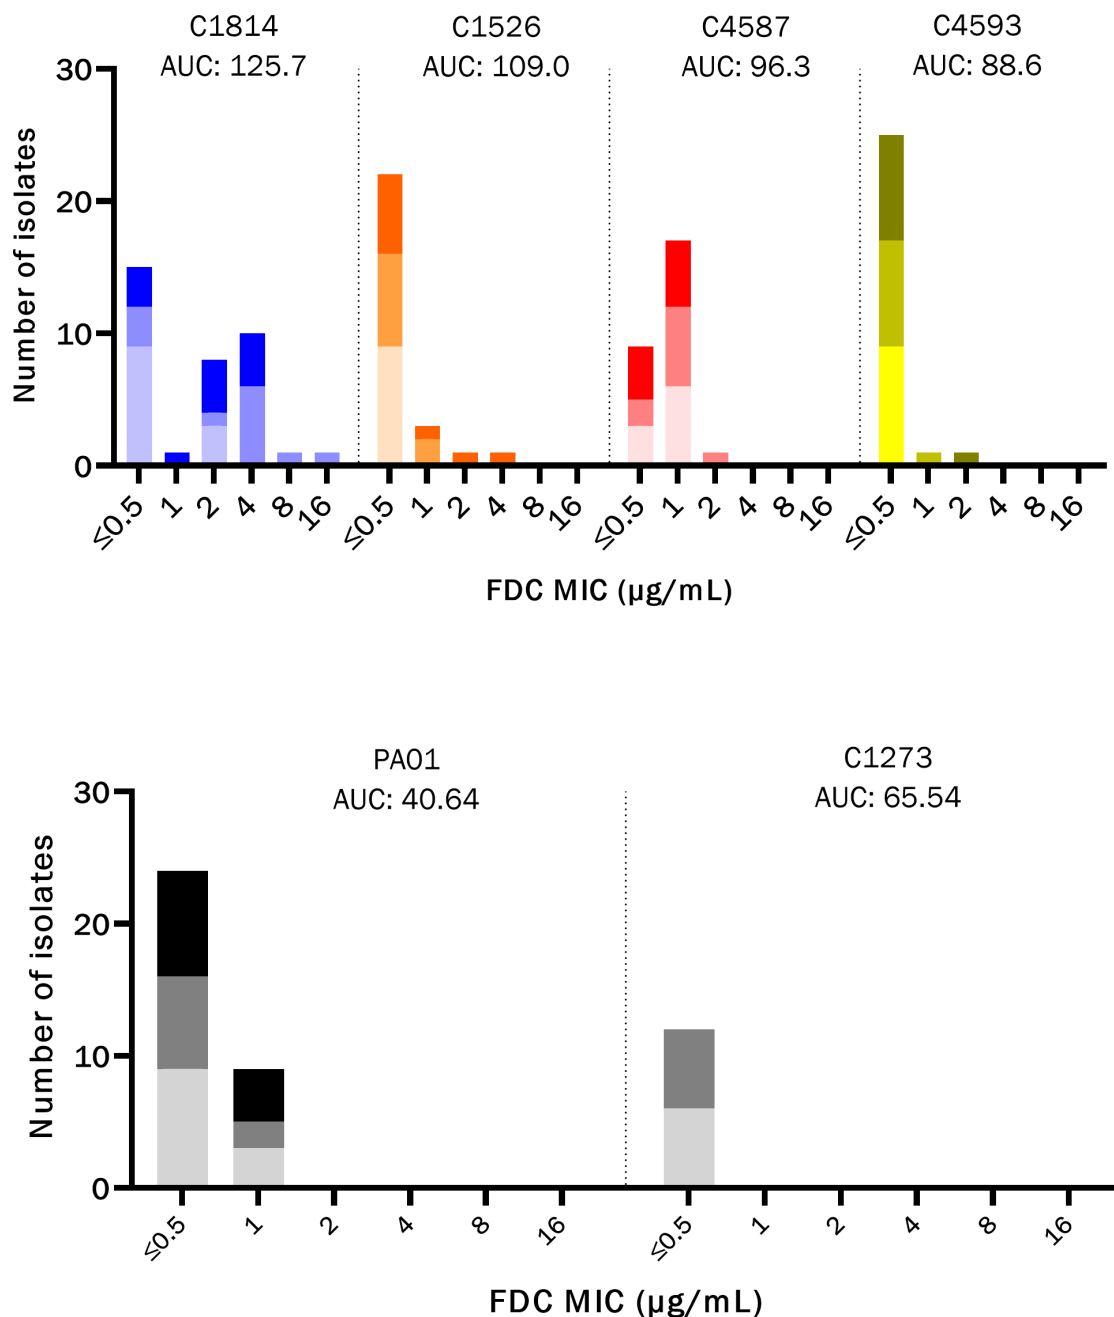 C1814 C1526 C4587 C4593
AUC: 125.7 AUC: 109.0 AUC: 96.3 AUC: 88.6
Number of isolates
30
20
10
0
≤0.5 1 2 4 8 16 ≤0.5 1 2 4 8 16 ≤0.5 1 2 4 8 16 ≤0.5 1 2 4 8 16
FDC MIC (µg/mL)
PA01 C1273
AUC: 40.64 AUC: 65.54
Number of isolates
30
20
10
0
≤0.5 1 2 4 8 16 ≤0.5 1 2 4 8 16
FDC MIC (µg/mL)